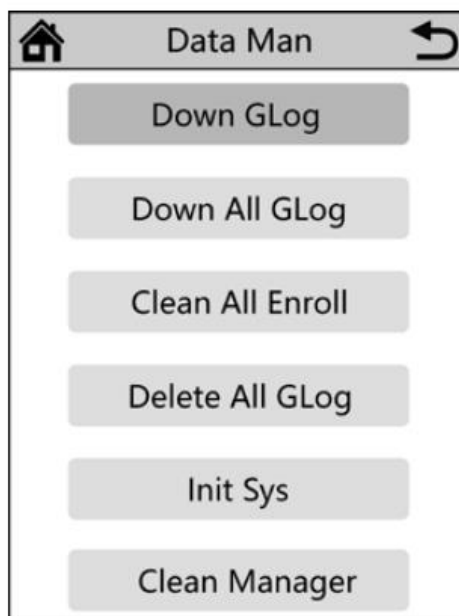 Data Man
Down GLog
Down All GLog
Clean All Enroll
Delete All GLog
Init Sys
Clean Manager